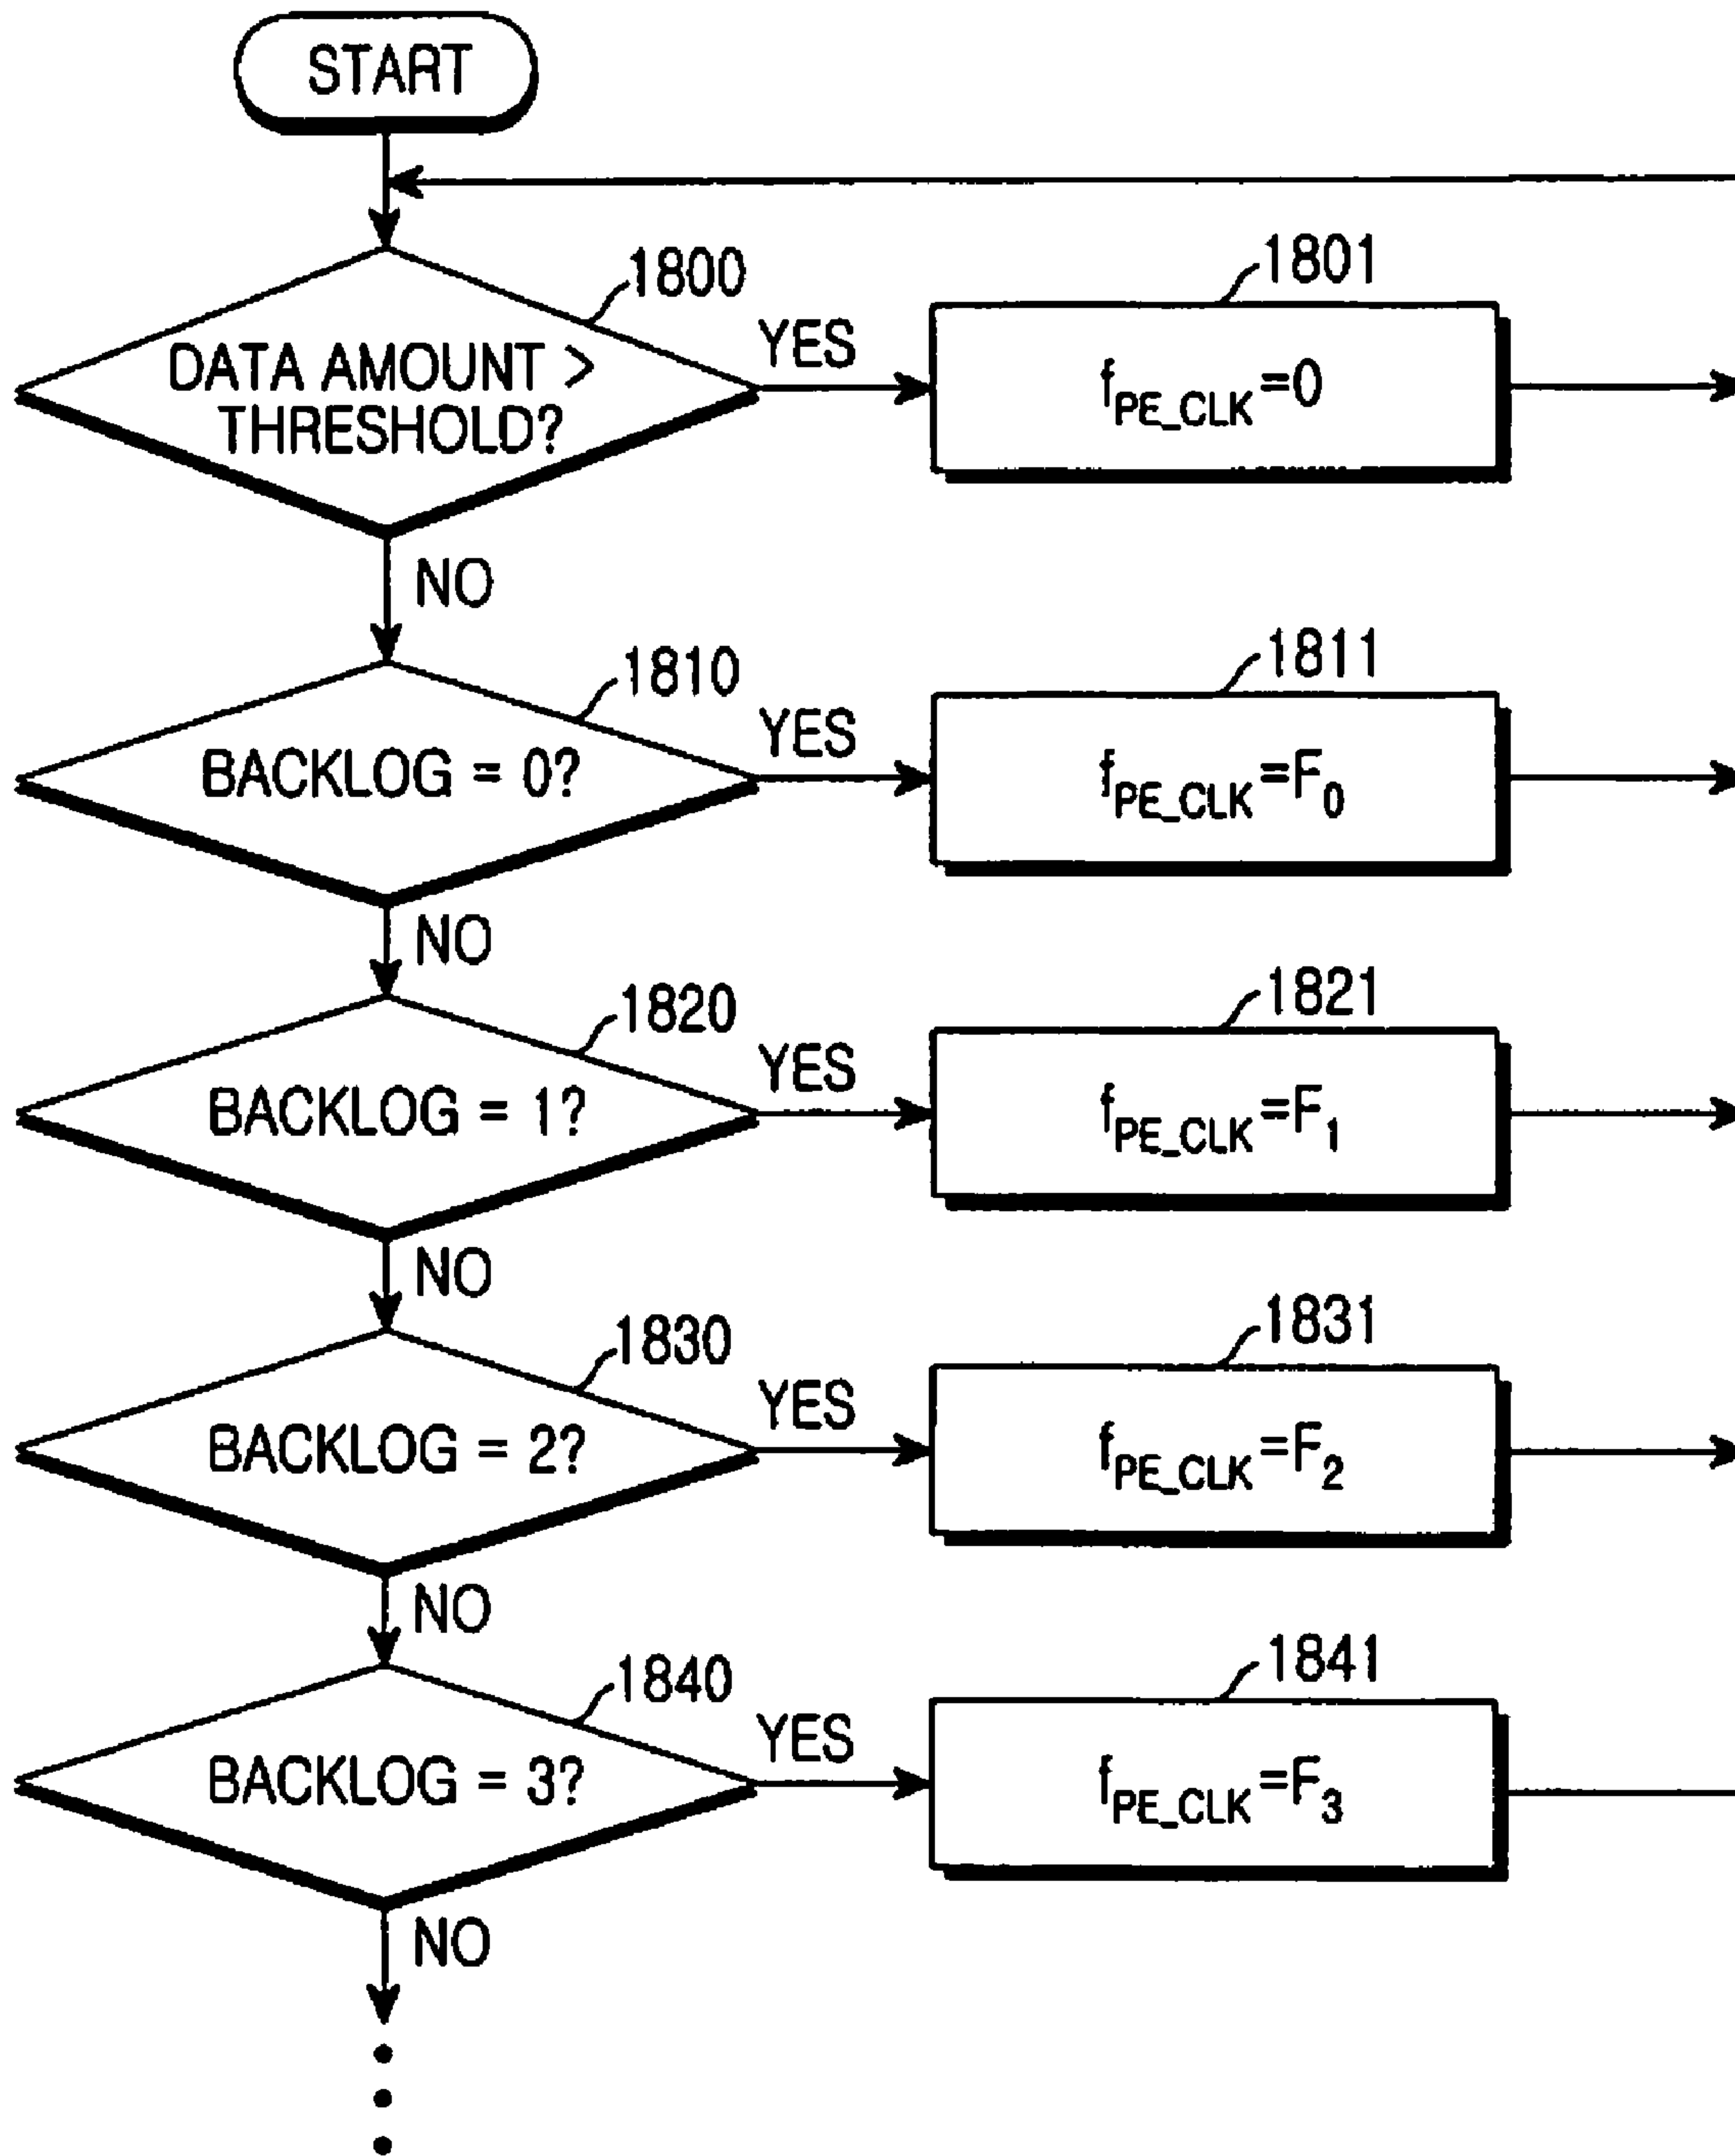 START
1800
DATA AMOUNT >
THRESHOLD?
YES
1801
fPE_CLK=0
NO
1810
BACKLOG = 0?
YES
1811
fPE_CLK=F0
NO
1820
BACKLOG = 1?
YES
1821
fPE_CLK=F1
NO
1830
BACKLOG = 2?
YES
1831
fPE_CLK=F2
NO
1840
BACKLOG = 3?
YES
1841
fPE_CLK=F3
NO